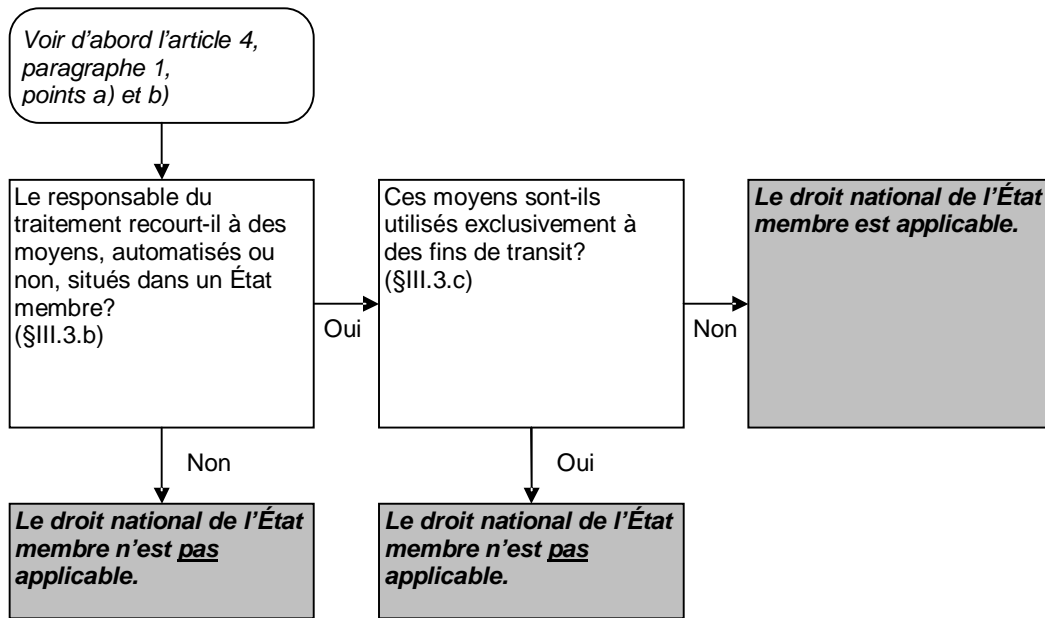 Voir d'abord l'article 4,
paragraphe 1,
points a) et b)
Le responsable du
traitement recourt-il à des
moyens, automatisés ou
non, situés dans un État
membre?
(§III.3.b)
Oui
Ces moyens sont-ils
utilisés exclusivement à
des fins de transit?
(§III.3.c)
Non
Le droit national de l'État
membre est applicable.
Non
Oui
Le droit national de l'État
membre n'est pas
applicable.
Le droit national de l'État
membre n'est pas
applicable.